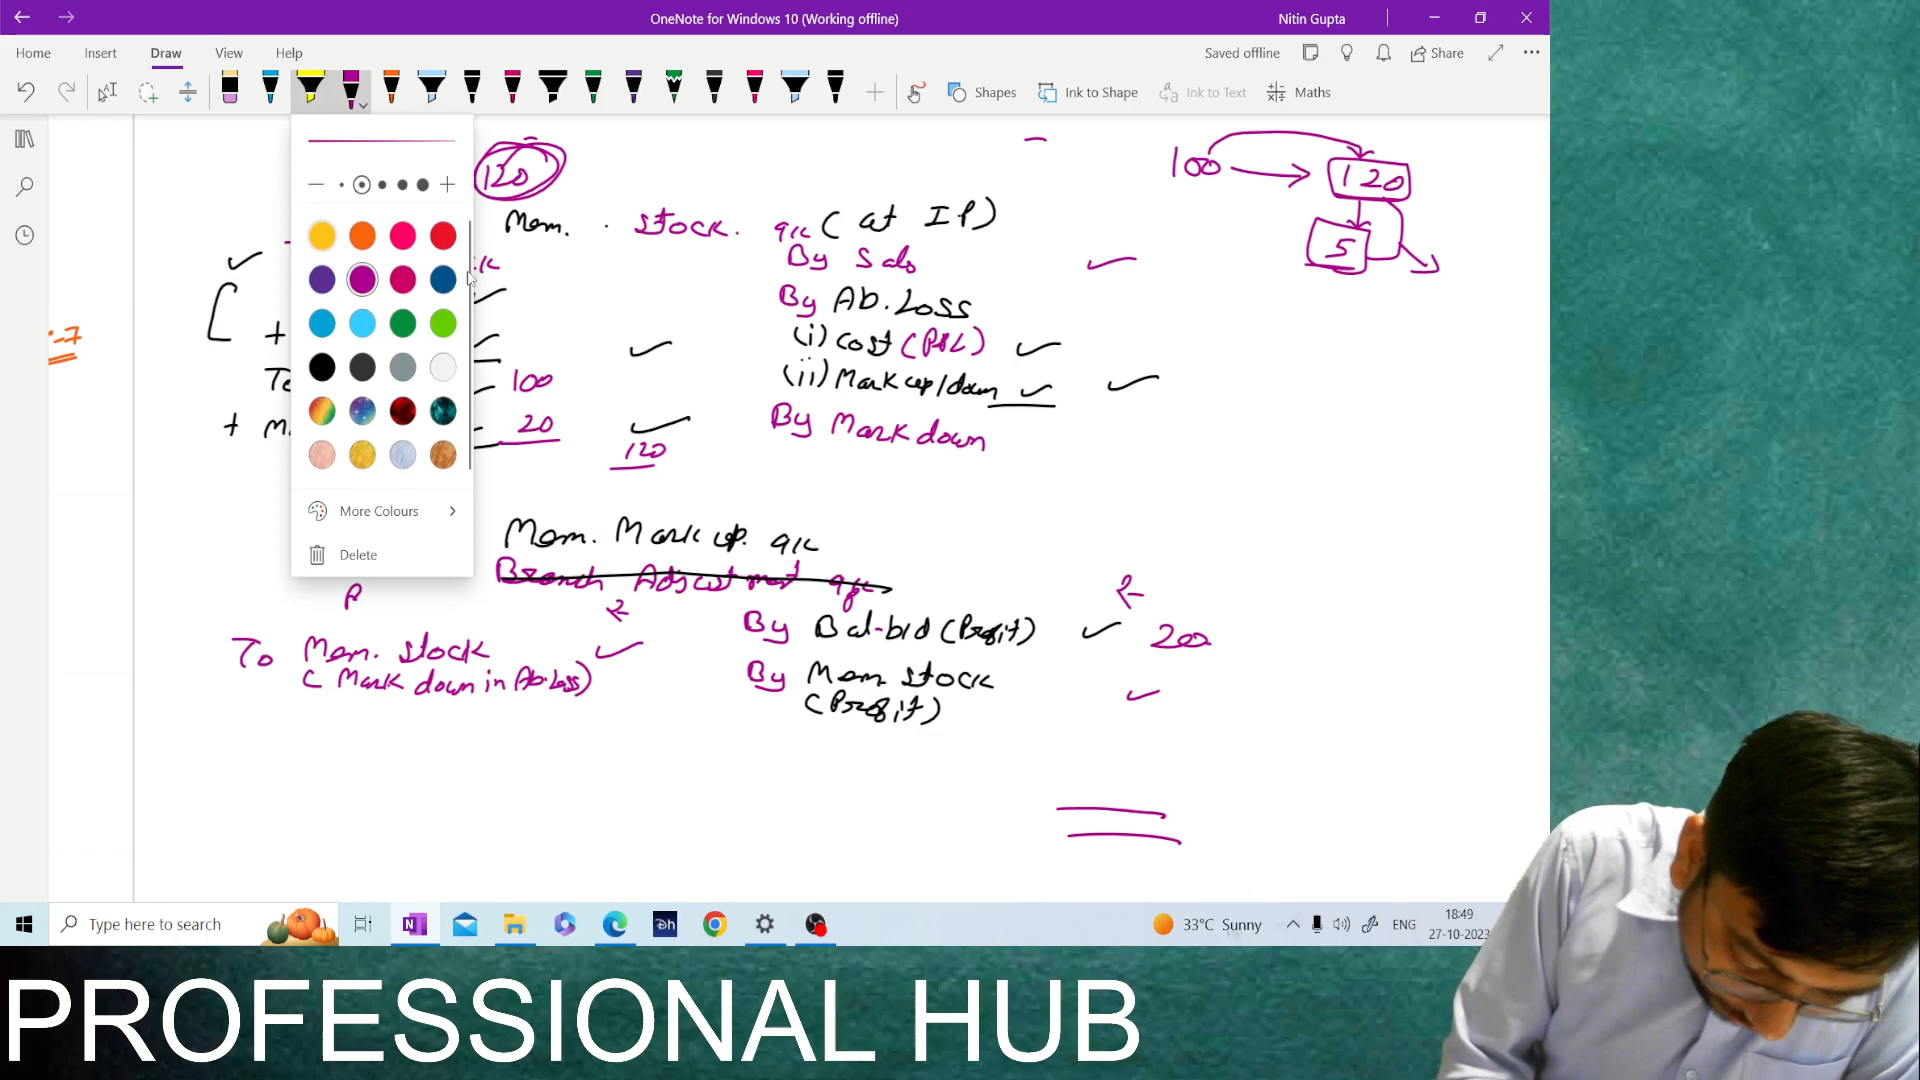 OneNote for Windows 10 (Working offline)
Nitin Gupta
Home Insert Draw View Help
Saved offline Share
Shapes Ink to Shape Ink to Text Maths
120
100 120
5
Mem. Stock. a/c (at IP)
By Sales
By Ab. Loss
(i) Cost (P&L)
(ii) Mark up/down
By Mark down
-7
+
100
20
120
+ M
More Colours
Delete
Mem. Mark up. a/c
Branch Adjustment a/c
To Mem. Stock
(Mark down in Ab. Loss)
By Bal-b/d (Profit) 200
By Mem Stock
(Profit)
Type here to search
33°C Sunny
ENG
18:49
27-10-2023
PROFESSIONAL HUB